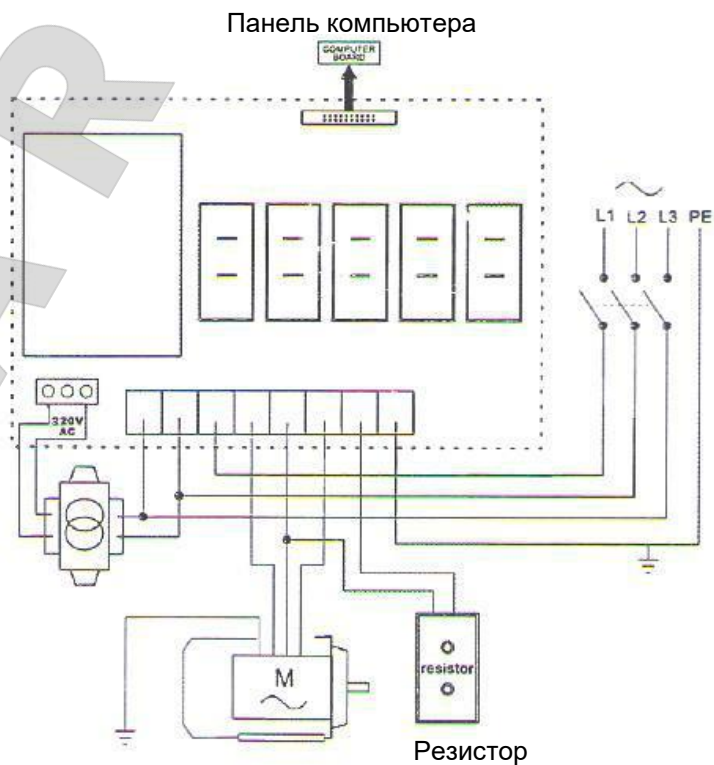 Панель компьютера
COMPUTER
BOARD
L1 L2 L3 PE
220V
AC
M
resistor
Резистор